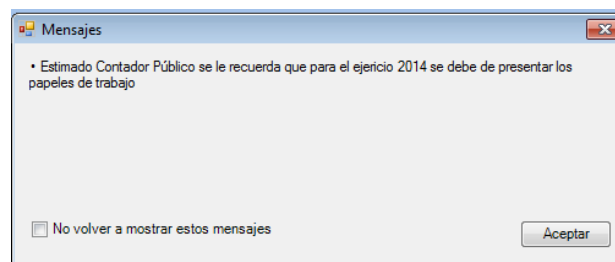 Mensajes
• Estimado Contador Público se le recuerda que para el ejericio 2014 se debe de presentar los
papeles de trabajo
No volver a mostrar estos mensajes
Aceptar